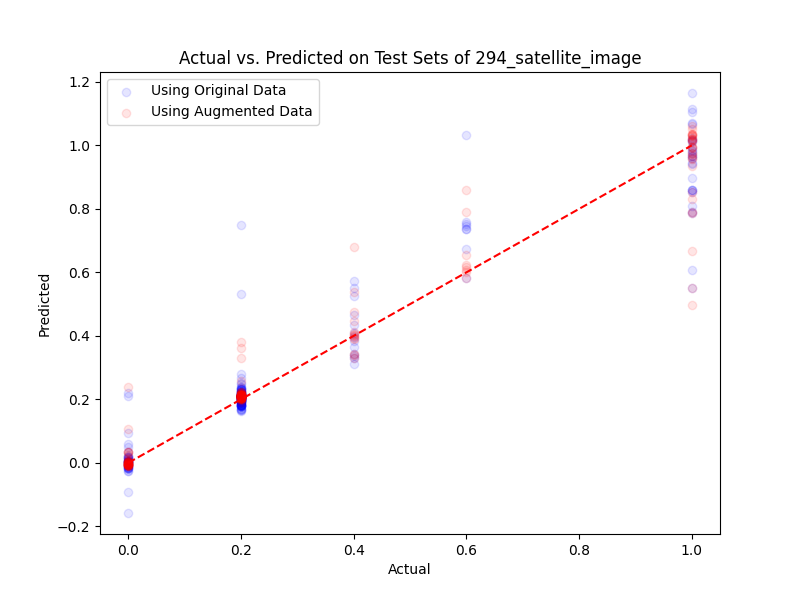 Actual vs. Predicted on Test Sets of 294_satellite_image
Using Original Data
Using Augmented Data
1.2
1.0
0.8
0.6
0.4
0.2
0.0
−0.2
Predicted
0.0 0.2 0.4 0.6 0.8 1.0
Actual